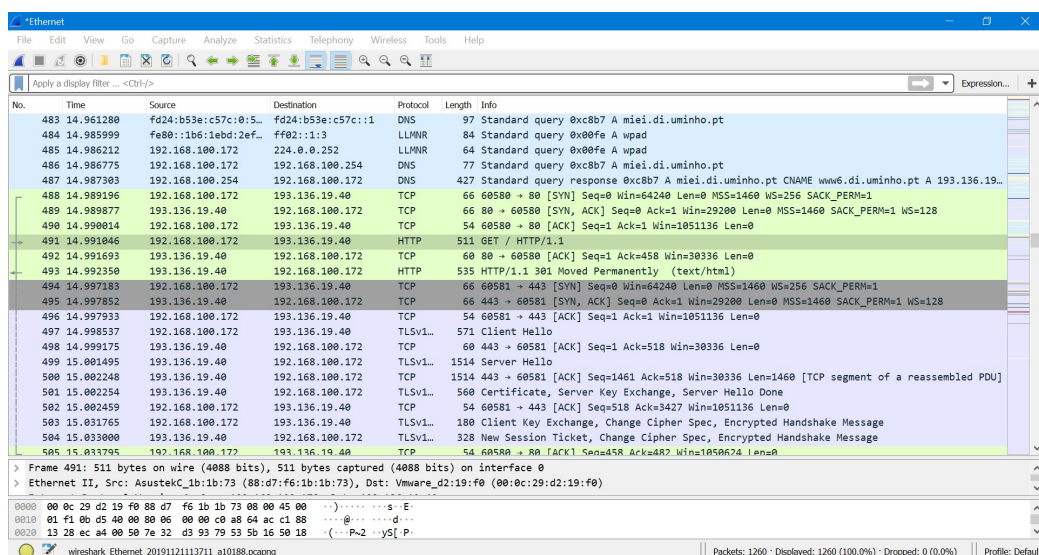 *Ethernet
File Edit View Go Capture Analyze Statistics Telephony Wireless Tools Help
Apply a display filter ... <Ctrl-/> Expression... +
No. Time Source Destination Protocol Length Info
483 14.961280 fd24:b53e:c57c:0:5… fd24:b53e:c57c::1 DNS 97 Standard query 0xc8b7 A miei.di.uminho.pt
484 14.985999 fe80::1b6:1ebd:2ef… ff02::1:3 LLMNR 84 Standard query 0x00fe A wpad
485 14.986212 192.168.100.172 224.0.0.252 LLMNR 64 Standard query 0x00fe A wpad
486 14.986775 192.168.100.172 192.168.100.254 DNS 77 Standard query 0xc8b7 A miei.di.uminho.pt
487 14.987303 192.168.100.254 192.168.100.172 DNS 427 Standard query response 0xc8b7 A miei.di.uminho.pt CNAME www6.di.uminho.pt A 193.136.19…
488 14.989196 192.168.100.172 193.136.19.40 TCP 66 60580 → 80 [SYN] Seq=0 Win=64240 Len=0 MSS=1460 WS=256 SACK_PERM=1
489 14.989877 193.136.19.40 192.168.100.172 TCP 66 80 → 60580 [SYN, ACK] Seq=0 Ack=1 Win=29200 Len=0 MSS=1460 SACK_PERM=1 WS=128
490 14.990014 192.168.100.172 193.136.19.40 TCP 54 60580 → 80 [ACK] Seq=1 Ack=1 Win=1051136 Len=0
491 14.991046 192.168.100.172 193.136.19.40 HTTP 511 GET / HTTP/1.1
492 14.991693 193.136.19.40 192.168.100.172 TCP 60 80 → 60580 [ACK] Seq=1 Ack=458 Win=30336 Len=0
493 14.992350 193.136.19.40 192.168.100.172 HTTP 535 HTTP/1.1 301 Moved Permanently (text/html)
494 14.997183 192.168.100.172 193.136.19.40 TCP 66 60581 → 443 [SYN] Seq=0 Win=64240 Len=0 MSS=1460 WS=256 SACK_PERM=1
495 14.997852 193.136.19.40 192.168.100.172 TCP 66 443 → 60581 [SYN, ACK] Seq=0 Ack=1 Win=29200 Len=0 MSS=1460 SACK_PERM=1 WS=128
496 14.997933 192.168.100.172 193.136.19.40 TCP 54 60581 → 443 [ACK] Seq=1 Ack=1 Win=1051136 Len=0
497 14.998537 192.168.100.172 193.136.19.40 TLSv1… 571 Client Hello
498 14.999175 193.136.19.40 192.168.100.172 TCP 60 443 → 60581 [ACK] Seq=1 Ack=518 Win=30336 Len=0
499 15.001495 193.136.19.40 192.168.100.172 TLSv1… 1514 Server Hello
500 15.002248 193.136.19.40 192.168.100.172 TCP 1514 443 → 60581 [ACK] Seq=1461 Ack=518 Win=30336 Len=1460 [TCP segment of a reassembled PDU]
501 15.002254 193.136.19.40 192.168.100.172 TLSv1… 560 Certificate, Server Key Exchange, Server Hello Done
502 15.002459 192.168.100.172 193.136.19.40 TCP 54 60581 → 443 [ACK] Seq=518 Ack=3427 Win=1051136 Len=0
503 15.031765 192.168.100.172 193.136.19.40 TLSv1… 180 Client Key Exchange, Change Cipher Spec, Encrypted Handshake Message
504 15.033000 193.136.19.40 192.168.100.172 TLSv1… 328 New Session Ticket, Change Cipher Spec, Encrypted Handshake Message
505 15.033795 192.168.100.172 193.136.19.40 TCP 54 60580 → 80 [ACK] Seq=458 Ack=482 Win=1050624 Len=0
> Frame 491: 511 bytes on wire (4088 bits), 511 bytes captured (4088 bits) on interface 0
> Ethernet II, Src: AsustekC_1b:1b:73 (88:d7:f6:1b:1b:73), Dst: Vmware_d2:19:f0 (00:0c:29:d2:19:f0)
0000 00 0c 29 d2 19 f0 88 d7 f6 1b 1b 73 08 00 45 00 ··)····· ···s··E·
0010 01 f1 0b d5 40 00 80 06 00 00 c0 a8 64 ac c1 88 ····@··· ····d···
0020 13 28 ec a4 00 50 7e 32 d3 93 79 53 5b 16 50 18 ·(···P~2 ··yS[·P·
wireshark_Ethernet_20191121113711_a10188.pcapng Packets: 1260 · Displayed: 1260 (100.0%) · Dropped: 0 (0.0%) Profile: Default